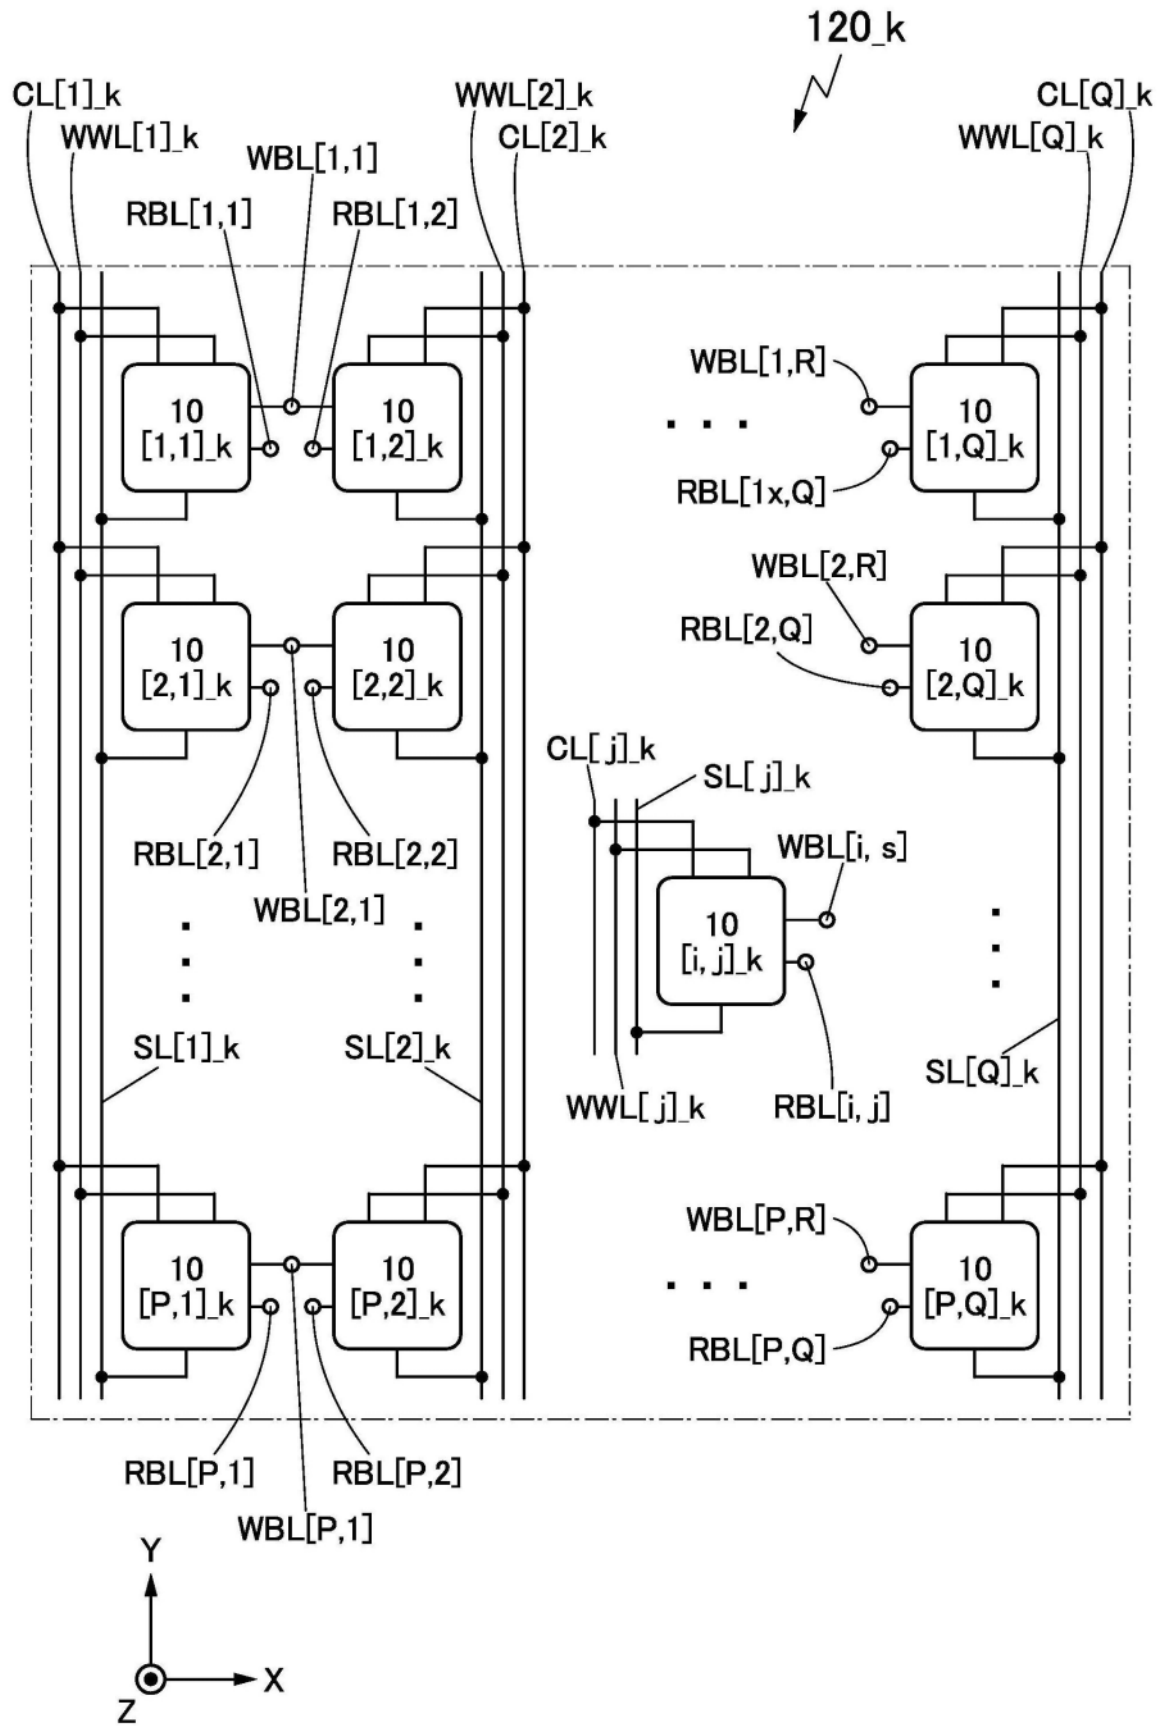 120_k
CL[1]_k
WWL[2]_k
CL[Q]_k
WWL[1]_k
CL[2]_k
WWL[Q]_k
WBL[1,1]
RBL[1,1]
RBL[1,2]
WBL[1,R]
10
[1,1]_k
10
[1,2]_k
10
[1,Q]_k
RBL[1x,Q]
WBL[2,R]
RBL[2,Q]
10
[2,1]_k
10
[2,2]_k
10
[2,Q]_k
CL[j]_k
SL[j]_k
RBL[2,1]
RBL[2,2]
WBL[i, s]
WBL[2,1]
10
[i, j]_k
SL[1]_k
SL[2]_k
SL[Q]_k
WWL[j]_k
RBL[i, j]
WBL[P,R]
10
[P,1]_k
10
[P,2]_k
10
[P,Q]_k
RBL[P,Q]
RBL[P,1]
RBL[P,2]
WBL[P,1]
Y
X
Z